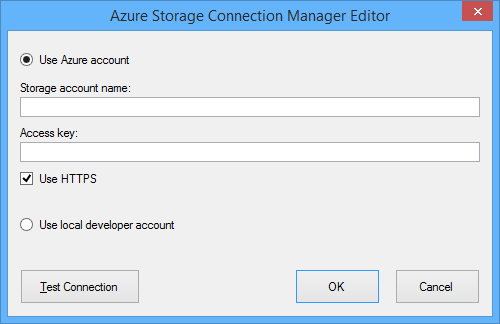 Azure Storage Connection Manager Editor
Use Azure account
Storage account name:
Access key:
Use HTTPS
Use local developer account
Test Connection OK Cancel